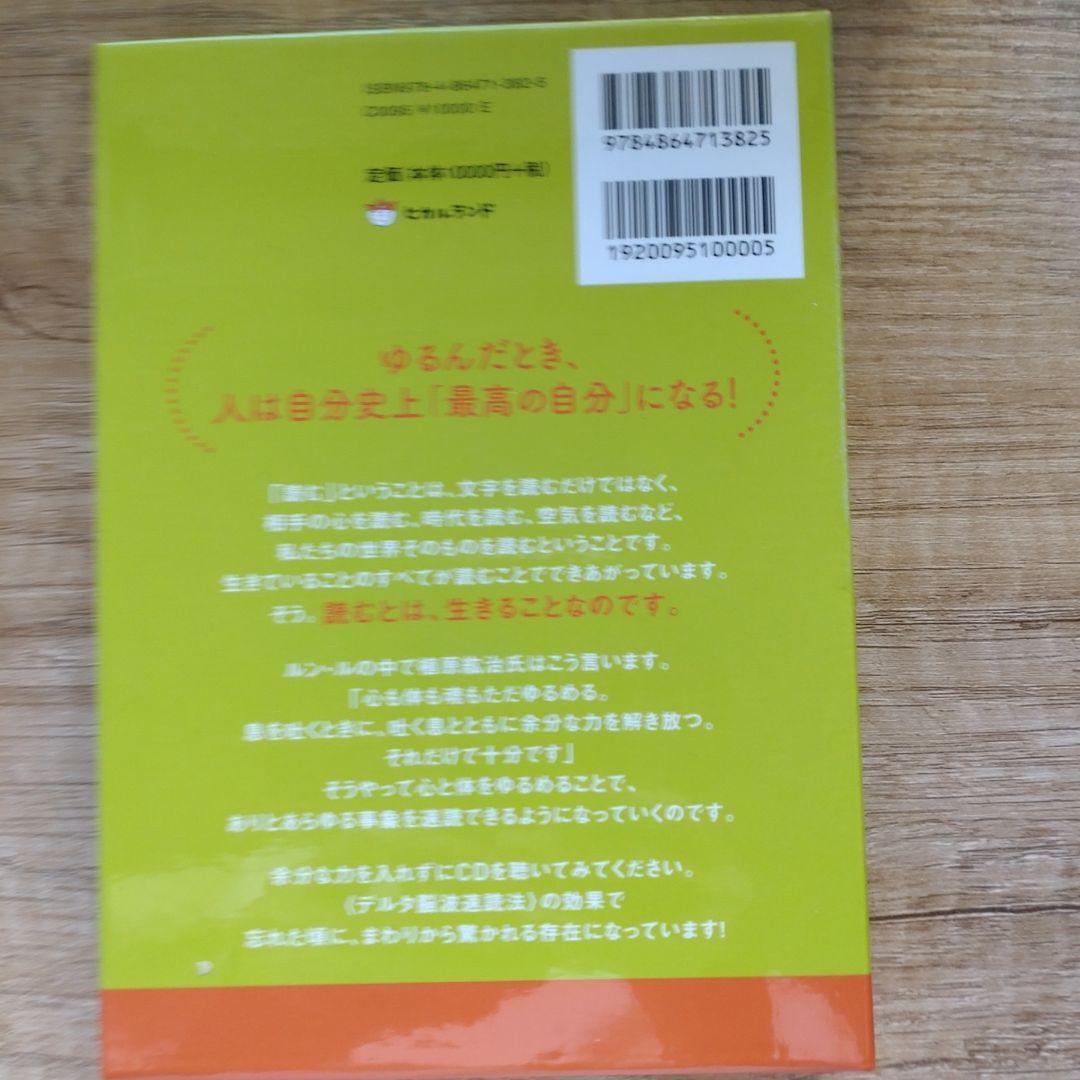 ISBN978-4-86471-382-5
C0095 ¥10000E
定価(本体10000円+税)
ヒカルランド
9784864713825
1920095100005
ゆるんだとき、
人は自分史上「最高の自分」になる!
「読む」ということは、文字を読むだけではなく、
相手の心を読む、時代を読む、空気を読むなど、
私たちの世界そのものを読むということです。
生きていることのすべてが読むことでできあがっています。
そう。読むとは、生きることなのです。
ルン・ルの中で種原紘治氏はこう言います。
「心も体も魂もただゆるめる。
息を吐くときに、吐く息とともに余分な力を解き放つ。
それだけで十分です」
そうやって心と体をゆるめることで、
ありとあらゆる事象を速読できるようになっていくのです。
余分な力を入れずにCDを聴いてみてください。
《デルタ脳波速読法》の効果で
忘れた頃に、まわりから驚かれる存在になっています!